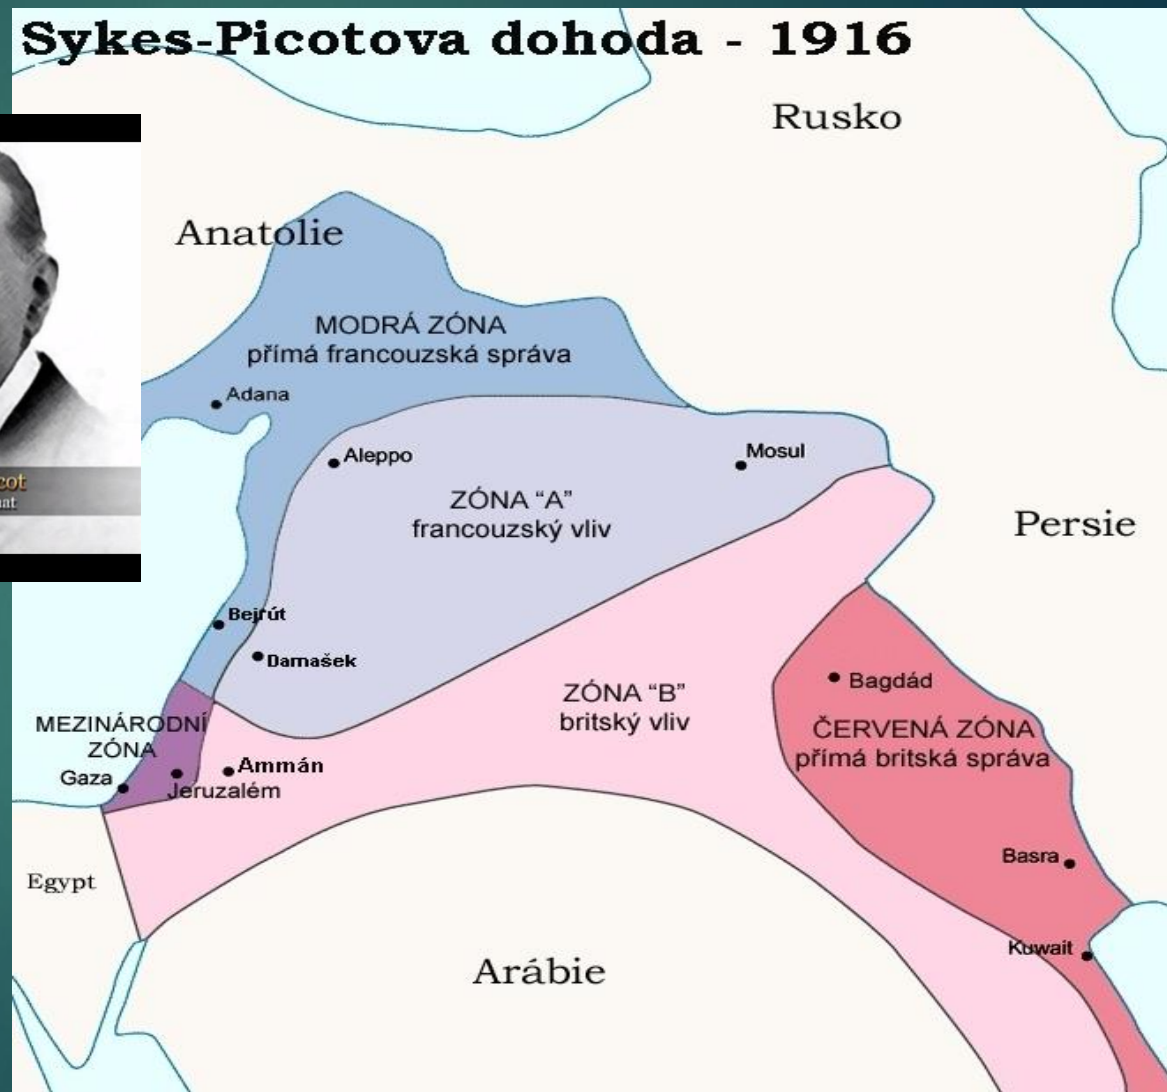 Sykes-Picotova dohoda - 1916
Rusko
Anatolie
MODRÁ ZÓNA
přímá francouzská správa
Adana
Aleppo
Mosul
ZÓNA "A"
francouzský vliv
Persie
Bejrút
Damašek
ZÓNA "B"
britský vliv
Bagdád
ČERVENÁ ZÓNA
přímá britská správa
MEZINÁRODNÍ
ZÓNA
Gaza
Jeruzalém
Ammán
Egypt
Basra
Kuwait
Arábie